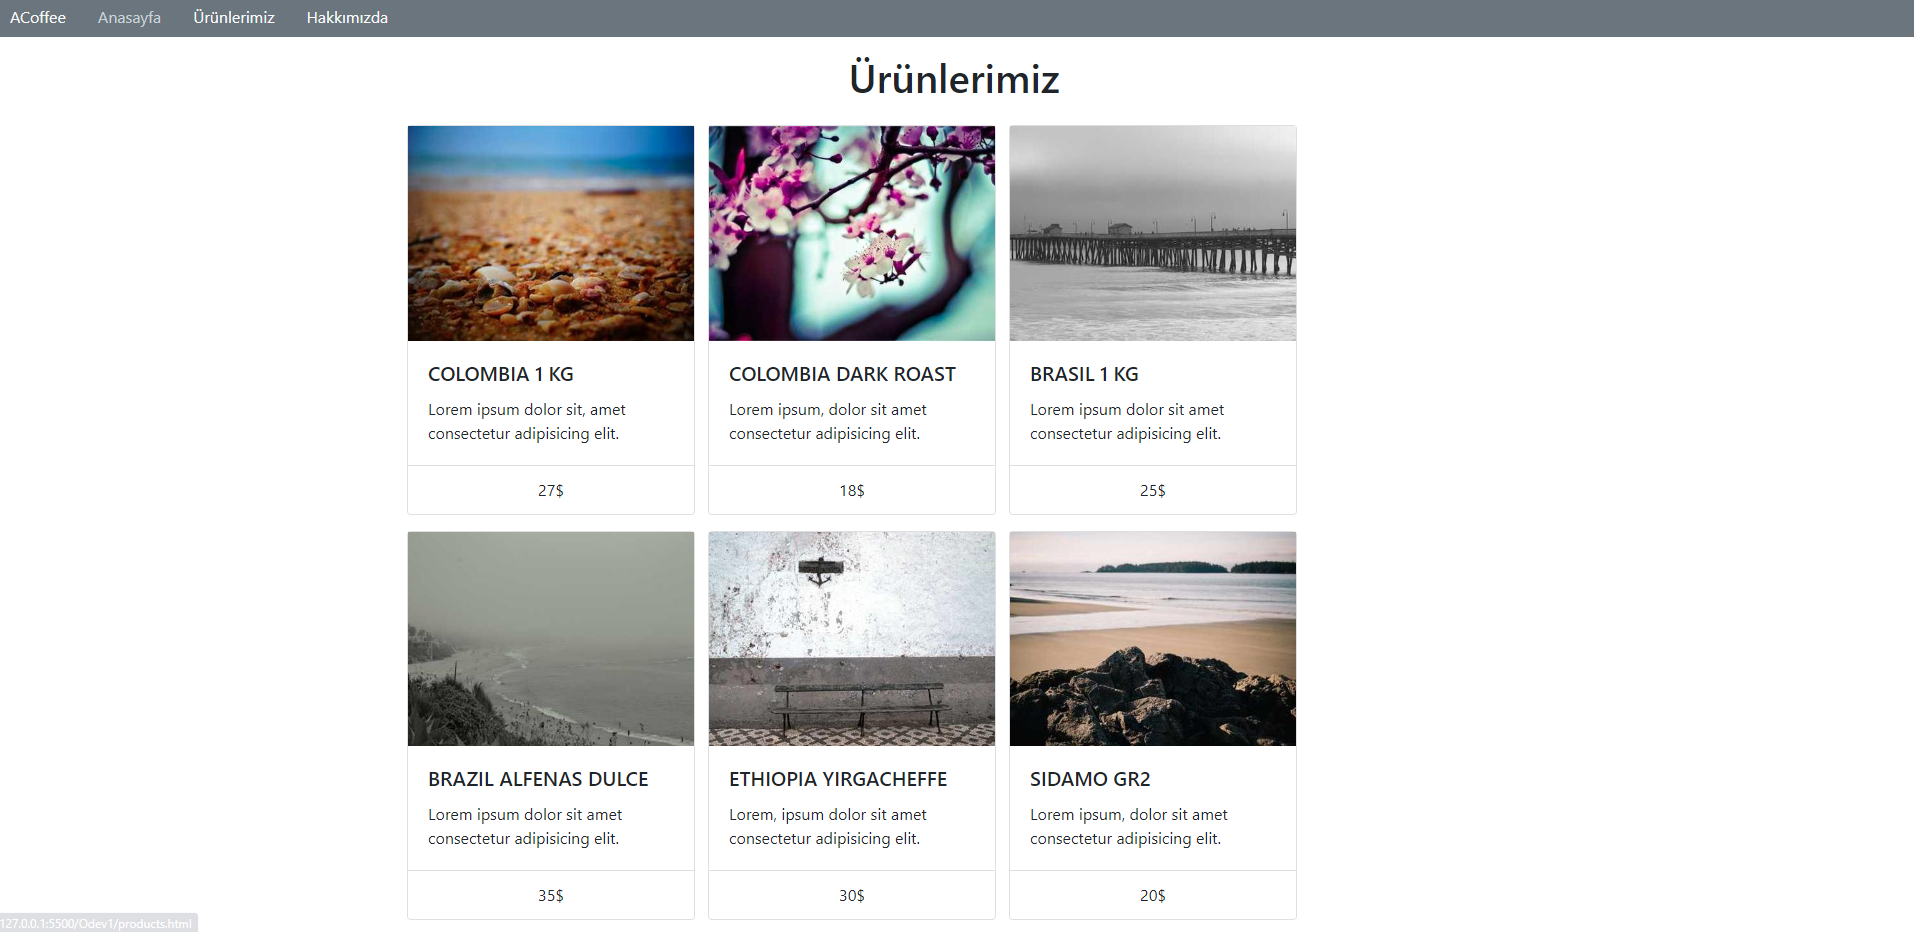 ACoffee Anasayfa Ürünlerimiz Hakkımızda
Ürünlerimiz
COLOMBIA 1 KG
Lorem ipsum dolor sit, amet
consectetur adipisicing elit.
27$
COLOMBIA DARK ROAST
Lorem ipsum, dolor sit amet
consectetur adipisicing elit.
18$
BRASIL 1 KG
Lorem ipsum dolor sit amet
consectetur adipisicing elit.
25$
BRAZIL ALFENAS DULCE
Lorem ipsum dolor sit amet
consectetur adipisicing elit.
35$
ETHIOPIA YIRGACHEFFE
Lorem, ipsum dolor sit amet
consectetur adipisicing elit.
30$
SIDAMO GR2
Lorem ipsum, dolor sit amet
consectetur adipisicing elit.
20$
127.0.0.1:5500/Odev1/products.html